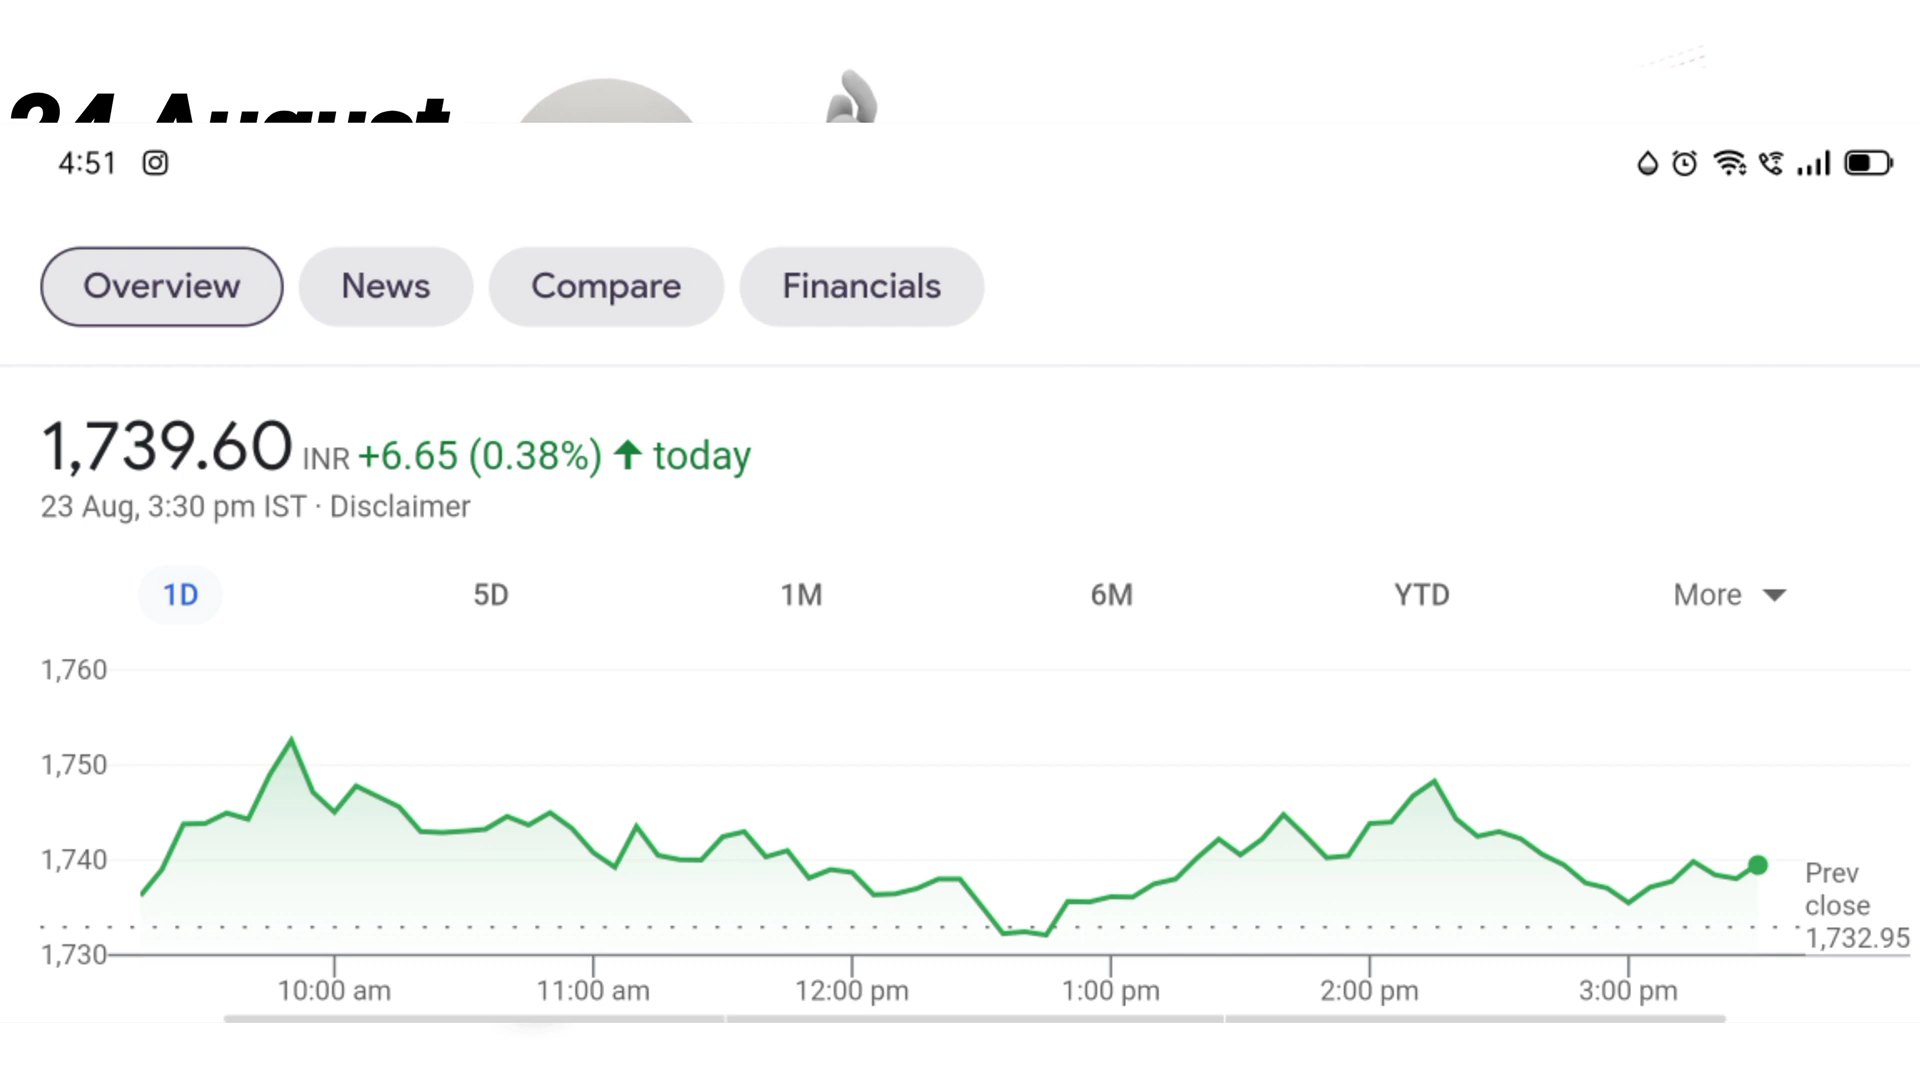 24 August
4:51
Overview News Compare Financials
1,739.60 INR +6.65 (0.38%) today
23 Aug, 3:30 pm IST · Disclaimer
1D 5D 1M 6M YTD More
1,760
1,750
1,740
1,730
Prev
close
1,732.95
10:00 am 11:00 am 12:00 pm 1:00 pm 2:00 pm 3:00 pm